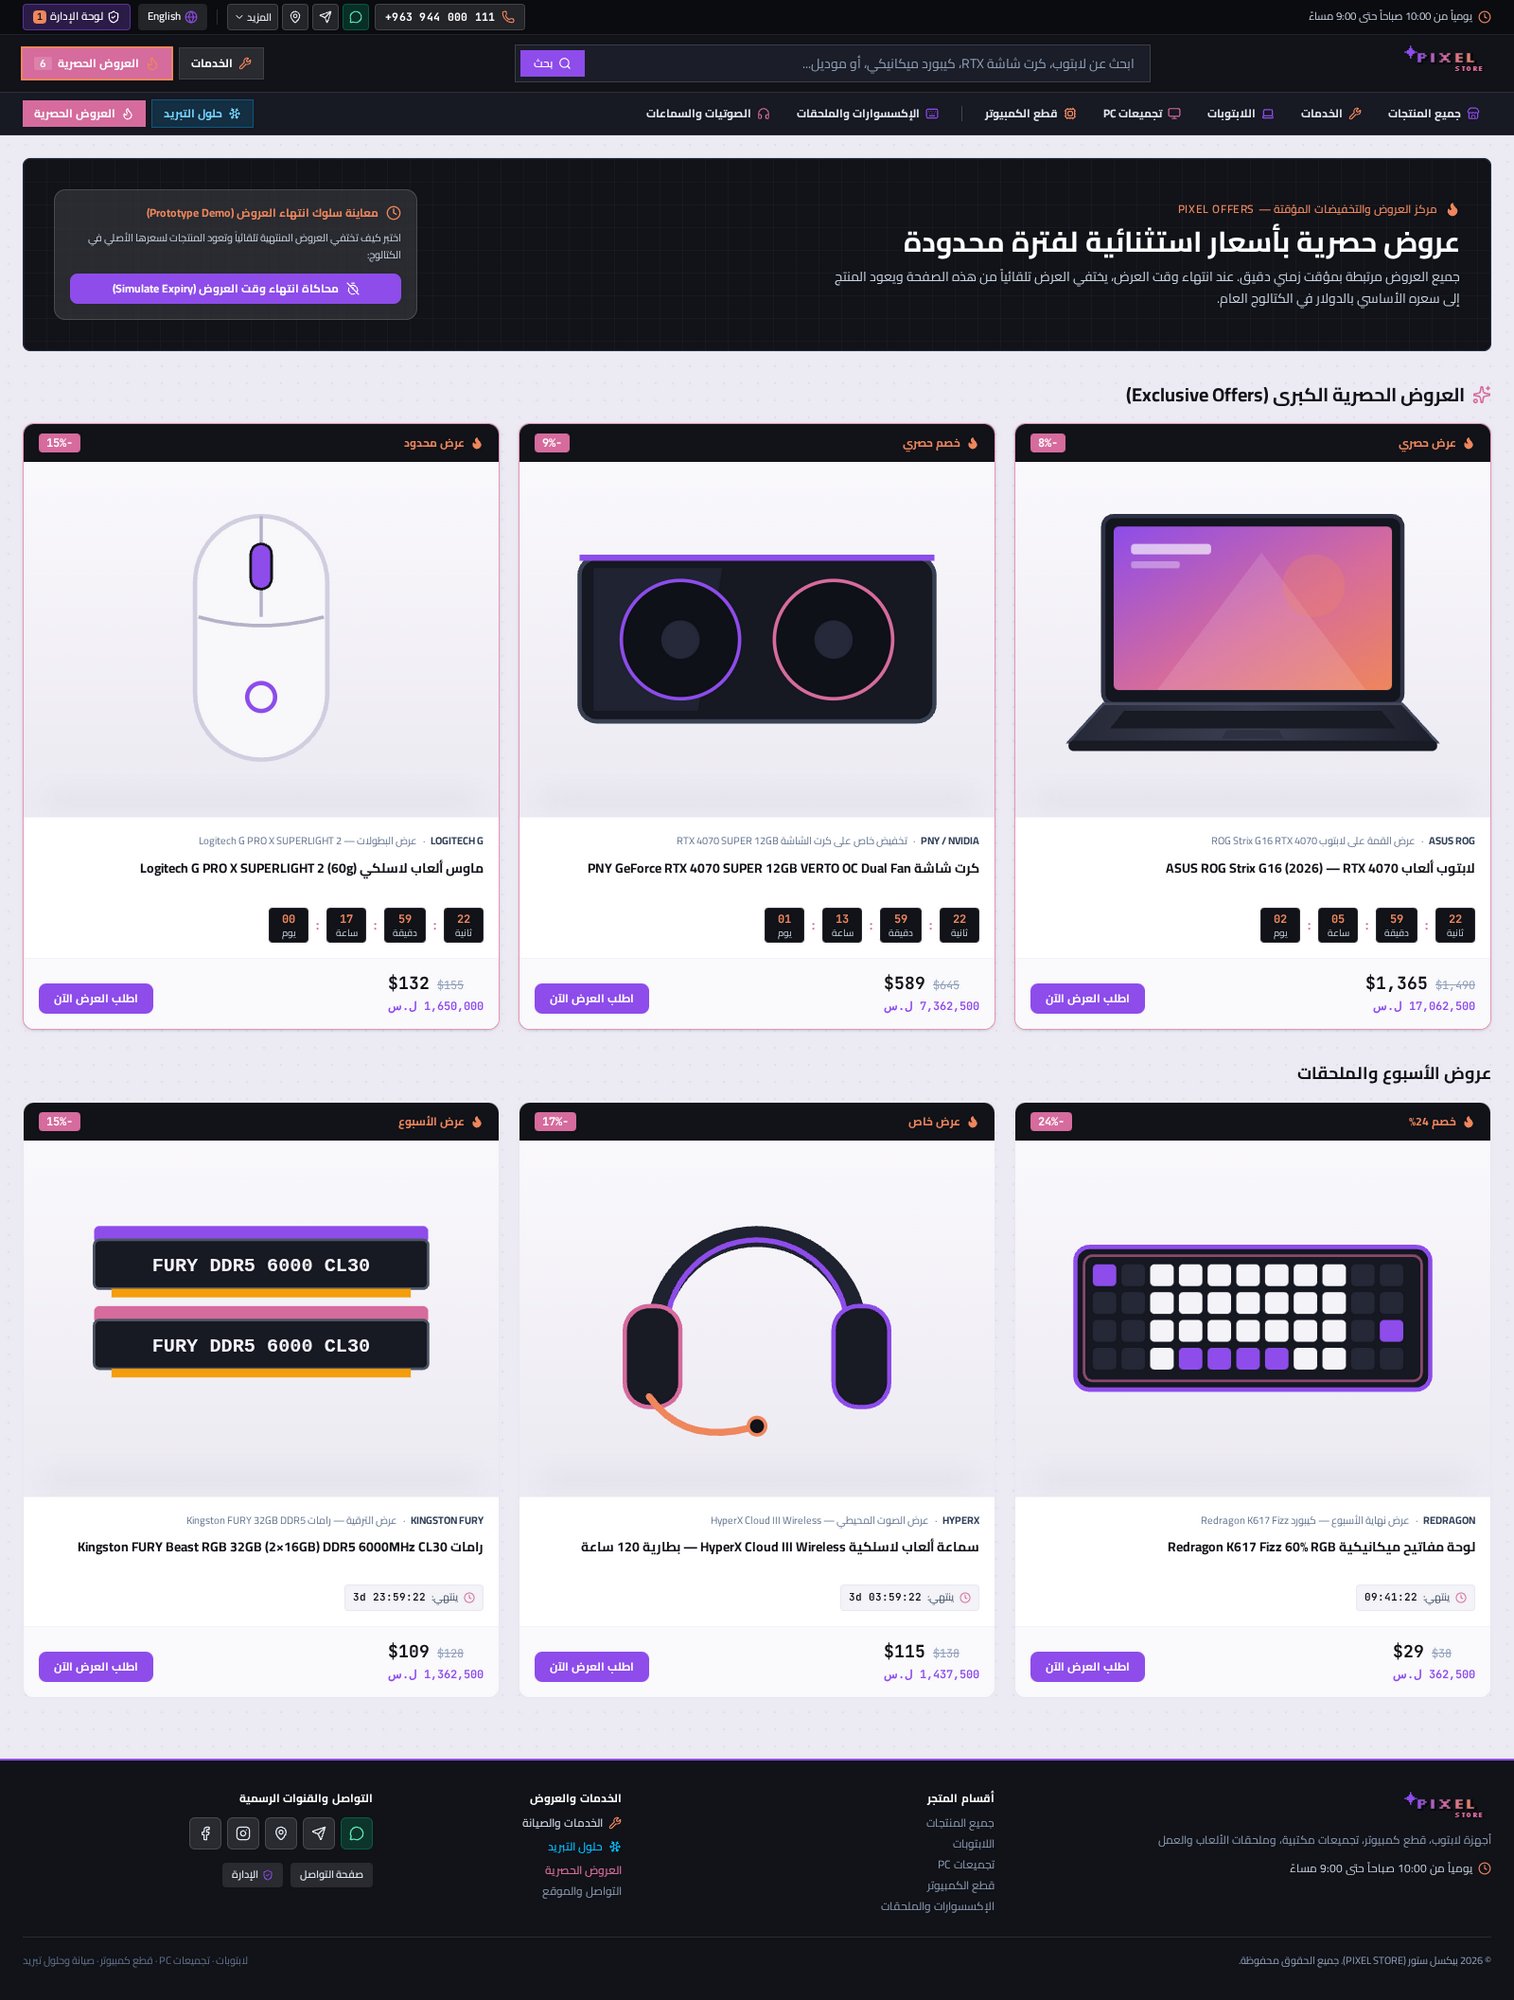 يومياً من 10:00 صباحاً حتى 9:00 مساءً
+963 944 000 111
المزيد
English
لوحة الإدارة 1
PIXEL STORE
ابحث عن لابتوب، كرت شاشة RTX، كيبورد ميكانيكي، أو موديل...
بحث
الخدمات
العروض الحصرية 6
جميع المنتجات
الخدمات
اللابتوبات
تجميعات PC
قطع الكمبيوتر
الإكسسوارات والملحقات
الصوتيات والسماعات
حلول التبريد
العروض الحصرية
مركز العروض والتخفيضات المؤقتة — PIXEL OFFERS
عروض حصرية بأسعار استثنائية لفترة محدودة
جميع العروض مرتبطة بمؤقت زمني دقيق. عند انتهاء وقت العرض، يختفي العرض تلقائياً من هذه الصفحة ويعود المنتج
إلى سعره الأساسي بالدولار في الكتالوج العام.
معاينة سلوك انتهاء العروض (Prototype Demo)
اختبر كيف تختفي العروض المنتهية تلقائياً وتعود المنتجات لسعرها الأصلي في
الكتالوج:
محاكاة انتهاء وقت العروض (Simulate Expiry)
العروض الحصرية الكبرى (Exclusive Offers)
عرض حصري
-8%
ASUS ROG · عرض القمة على لابتوب ROG Strix G16 RTX 4070
لابتوب ألعاب ASUS ROG Strix G16 (2026) — RTX 4070
22 : 59 : 05 : 02
ثانية دقيقة ساعة يوم
$1,490 $1,365
17,062,500 ل.س
اطلب العرض الآن
خصم حصري
-9%
PNY / NVIDIA · تخفيض خاص على كرت الشاشة RTX 4070 SUPER 12GB
كرت شاشة PNY GeForce RTX 4070 SUPER 12GB VERTO OC Dual Fan
22 : 59 : 13 : 01
ثانية دقيقة ساعة يوم
$645 $589
7,362,500 ل.س
اطلب العرض الآن
عرض محدود
-15%
LOGITECH G · عرض البطولات — Logitech G PRO X SUPERLIGHT 2
ماوس ألعاب لاسلكي Logitech G PRO X SUPERLIGHT 2 (60g)
22 : 59 : 17 : 00
ثانية دقيقة ساعة يوم
$155 $132
1,650,000 ل.س
اطلب العرض الآن
عروض الأسبوع والملحقات
خصم 24%
-24%
REDRAGON · عرض نهاية الأسبوع — كيبورد Redragon K617 Fizz
لوحة مفاتيح ميكانيكية Redragon K617 Fizz 60% RGB
ينتهي: 09:41:22
$38 $29
362,500 ل.س
اطلب العرض الآن
عرض خاص
-17%
HYPERX · عرض الصوت المحيطي — HyperX Cloud III Wireless
سماعة ألعاب لاسلكية HyperX Cloud III Wireless — بطارية 120 ساعة
ينتهي: 3d 03:59:22
$138 $115
1,437,500 ل.س
اطلب العرض الآن
عرض الأسبوع
-15%
FURY DDR5 6000 CL30
FURY DDR5 6000 CL30
KINGSTON FURY · عرض الترقية — رامات Kingston FURY 32GB DDR5
رامات Kingston FURY Beast RGB 32GB (2×16GB) DDR5 6000MHz CL30
ينتهي: 3d 23:59:22
$128 $109
1,362,500 ل.س
اطلب العرض الآن
PIXEL STORE
أجهزة لابتوب، قطع كمبيوتر، تجميعات مكتبية، وملحقات الألعاب والعمل
يومياً من 10:00 صباحاً حتى 9:00 مساءً
أقسام المتجر
جميع المنتجات
اللابتوبات
تجميعات PC
قطع الكمبيوتر
الإكسسوارات والملحقات
الخدمات والعروض
الخدمات والصيانة
حلول التبريد
العروض الحصرية
التواصل والموقع
التواصل والقنوات الرسمية
صفحة التواصل
الإدارة
© 2026 بيكسل ستور (PIXEL STORE). جميع الحقوق محفوظة.
لابتوبات · تجميعات PC · قطع كمبيوتر · صيانة وحلول تبريد